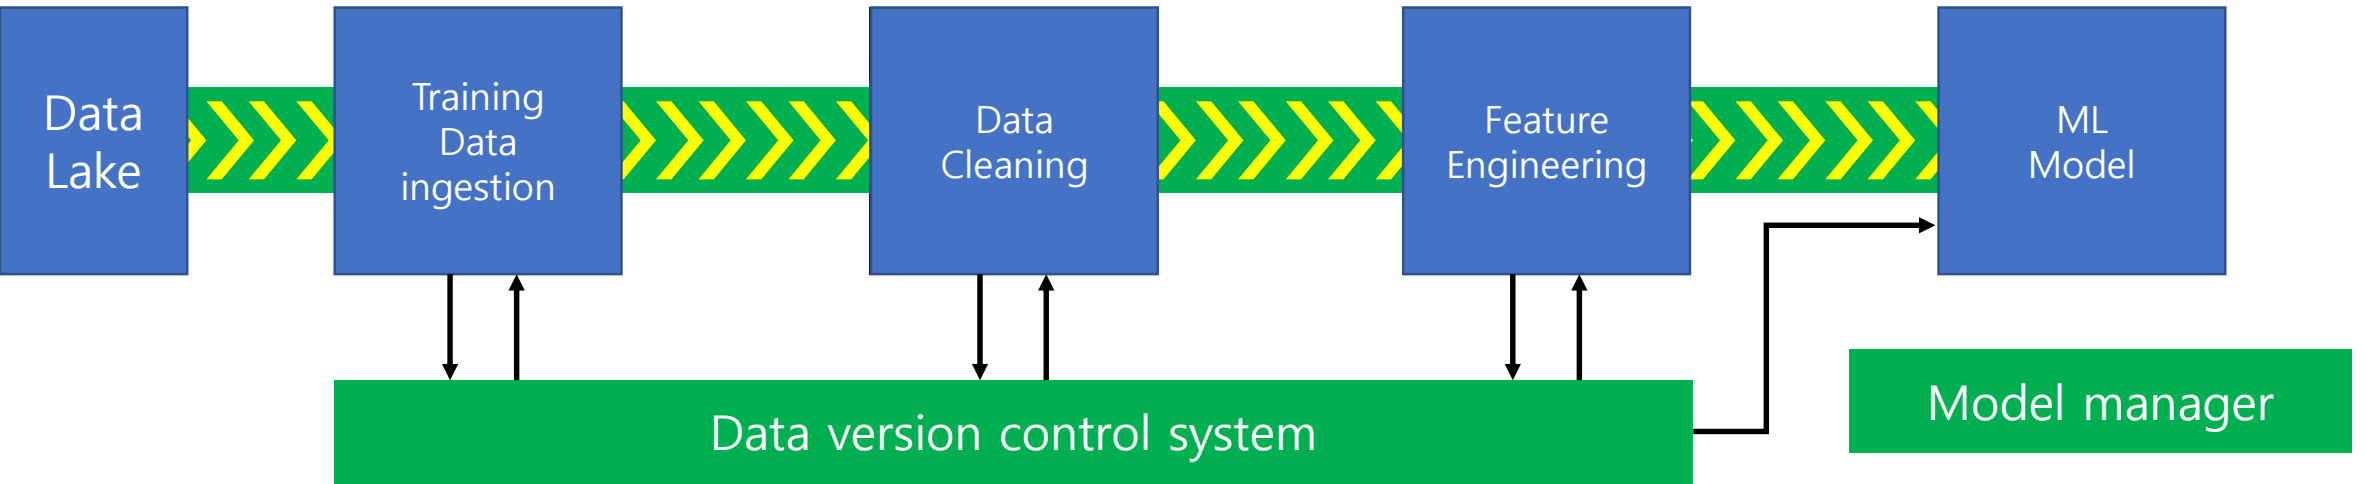 Data
Lake
Training
Data
ingestion
Data
Cleaning
Feature
Engineering
ML
Model
Data version control system
Model manager